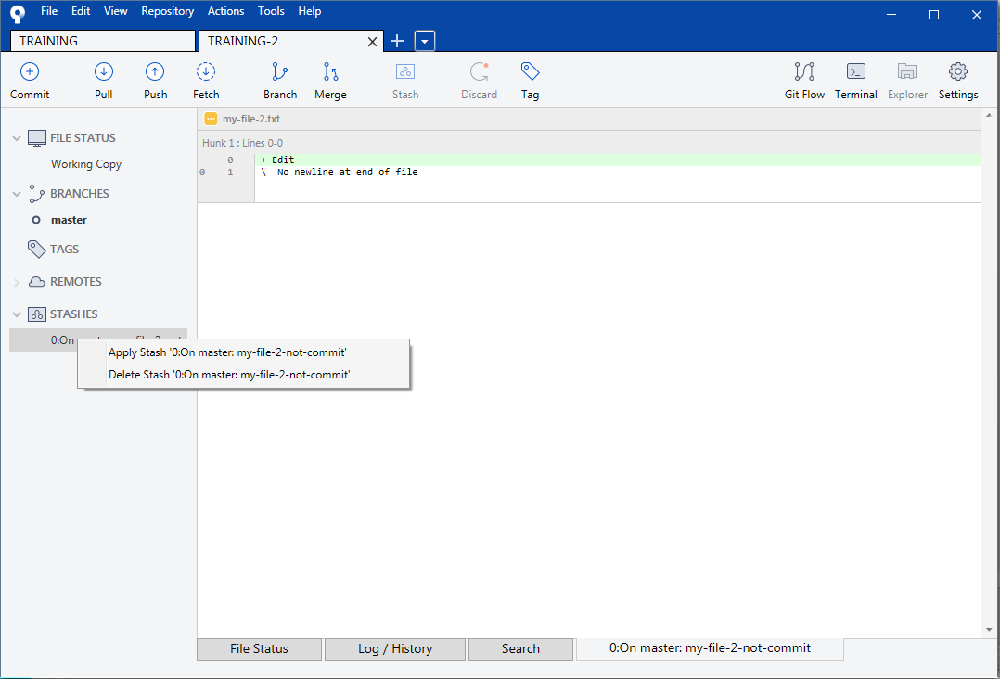 File Edit View Repository Actions Tools Help
TRAINING TRAINING-2
Commit Pull Push Fetch Branch Merge Stash Discard Tag Git Flow Terminal Explorer Settings
my-file-2.txt
Hunk 1 : Lines 0-0
0 + Edit
0 1 \ No newline at end of file
FILE STATUS
Working Copy
BRANCHES
master
TAGS
REMOTES
STASHES
0:On
Apply Stash '0:On master: my-file-2-not-commit'
Delete Stash '0:On master: my-file-2-not-commit'
File Status Log / History Search 0:On master: my-file-2-not-commit